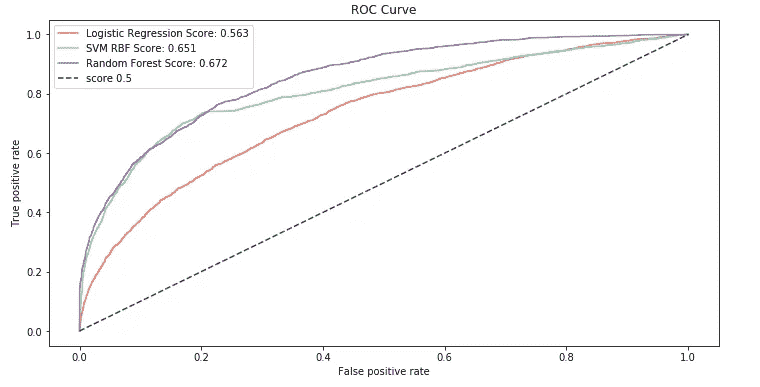 ROC Curve
Logistic Regression Score: 0.563
SVM RBF Score: 0.651
Random Forest Score: 0.672
score 0.5
True positive rate
1.0
0.8
0.6
0.4
0.2
0.0
0.0 0.2 0.4 0.6 0.8 1.0
False positive rate